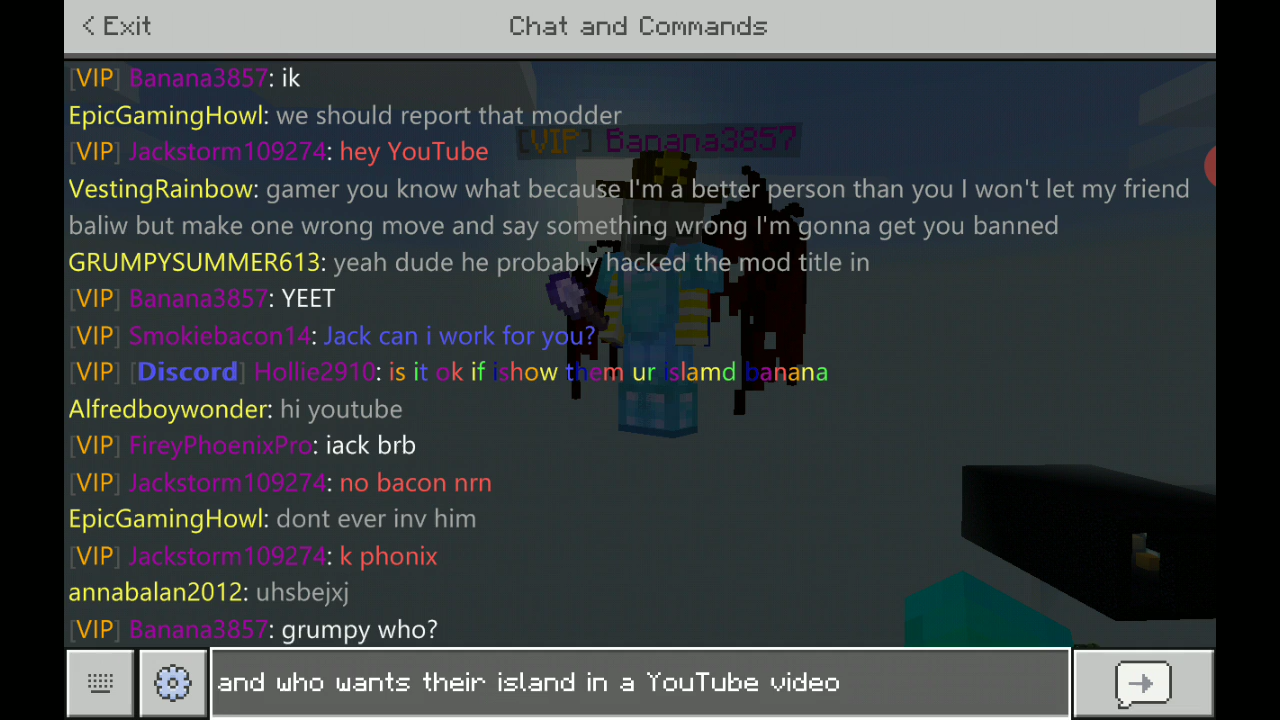 < Exit
Chat and Commands
[VIP] Banana3857: ik
EpicGamingHowl: we should report that modder
[VIP] Banana3857
[VIP] Jackstorm109274: hey YouTube
VestingRainbow: gamer you know what because I'm a better person than you I won't let my friend
baliw but make one wrong move and say something wrong I'm gonna get you banned
GRUMPYSUMMER613: yeah dude he probably hacked the mod title in
[VIP] Banana3857: YEET
[VIP] Smokiebacon14: Jack can i work for you?
[VIP] [Discord] Hollie2910: is it ok if ishow them ur islamd banana
Alfredboywonder: hi youtube
[VIP] FireyPhoenixPro: iack brb
[VIP] Jackstorm109274: no bacon nrn
EpicGamingHowl: dont ever inv him
[VIP] Jackstorm109274: k phonix
annabalan2012: uhsbejxj
[VIP] Banana3857: grumpy who?
and who wants their island in a YouTube video